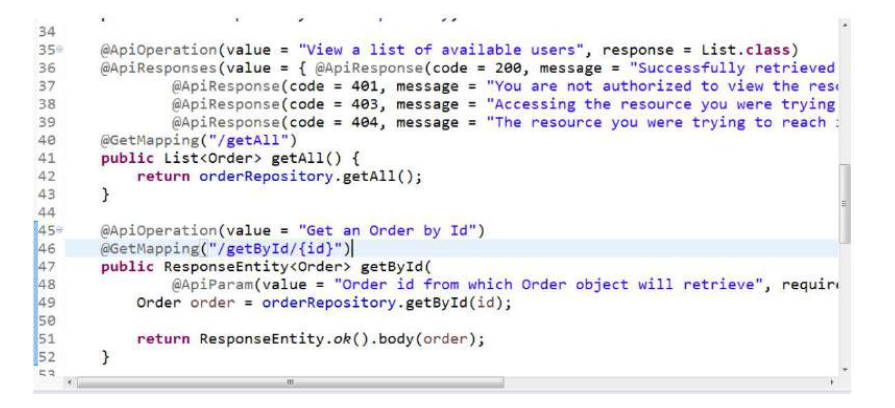 34
35 @ApiOperation(value = "View a list of available users", response = List.class)
36 @ApiResponses(value = { @ApiResponse(code = 200, message = "Successfully retrieved
37 @ApiResponse(code = 401, message = "You are not authorized to view the
38 @ApiResponse(code = 403, message = "Accessing the resource you were trying
39 @ApiResponse(code = 404, message = "The resource you were trying to reach
40 @GetMapping("/getAll")
41 public List<Order> getAll() {
42 return orderRepository.getAll();
43 }
44
45 @ApiOperation(value = "Get an Order by Id")
46 @GetMapping("/getById/{id}")
47 public ResponseEntity<Order> getById(
48 @ApiParam(value = "Order id from which Order object will retrieve",
49 Order order = orderRepository.getById(id);
50
51 return ResponseEntity.ok().body(order);
52 }
53